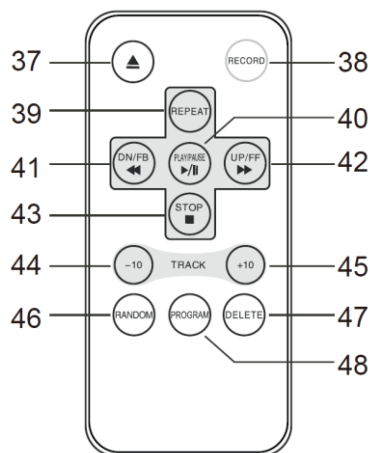 37 38
RECORD
39 REPEAT 40
41 DN/FB PLAY/PAUSE UP/FF 42
43 STOP
44 -10 TRACK +10 45
46 RANDOM PROGRAM DELETE 47
48